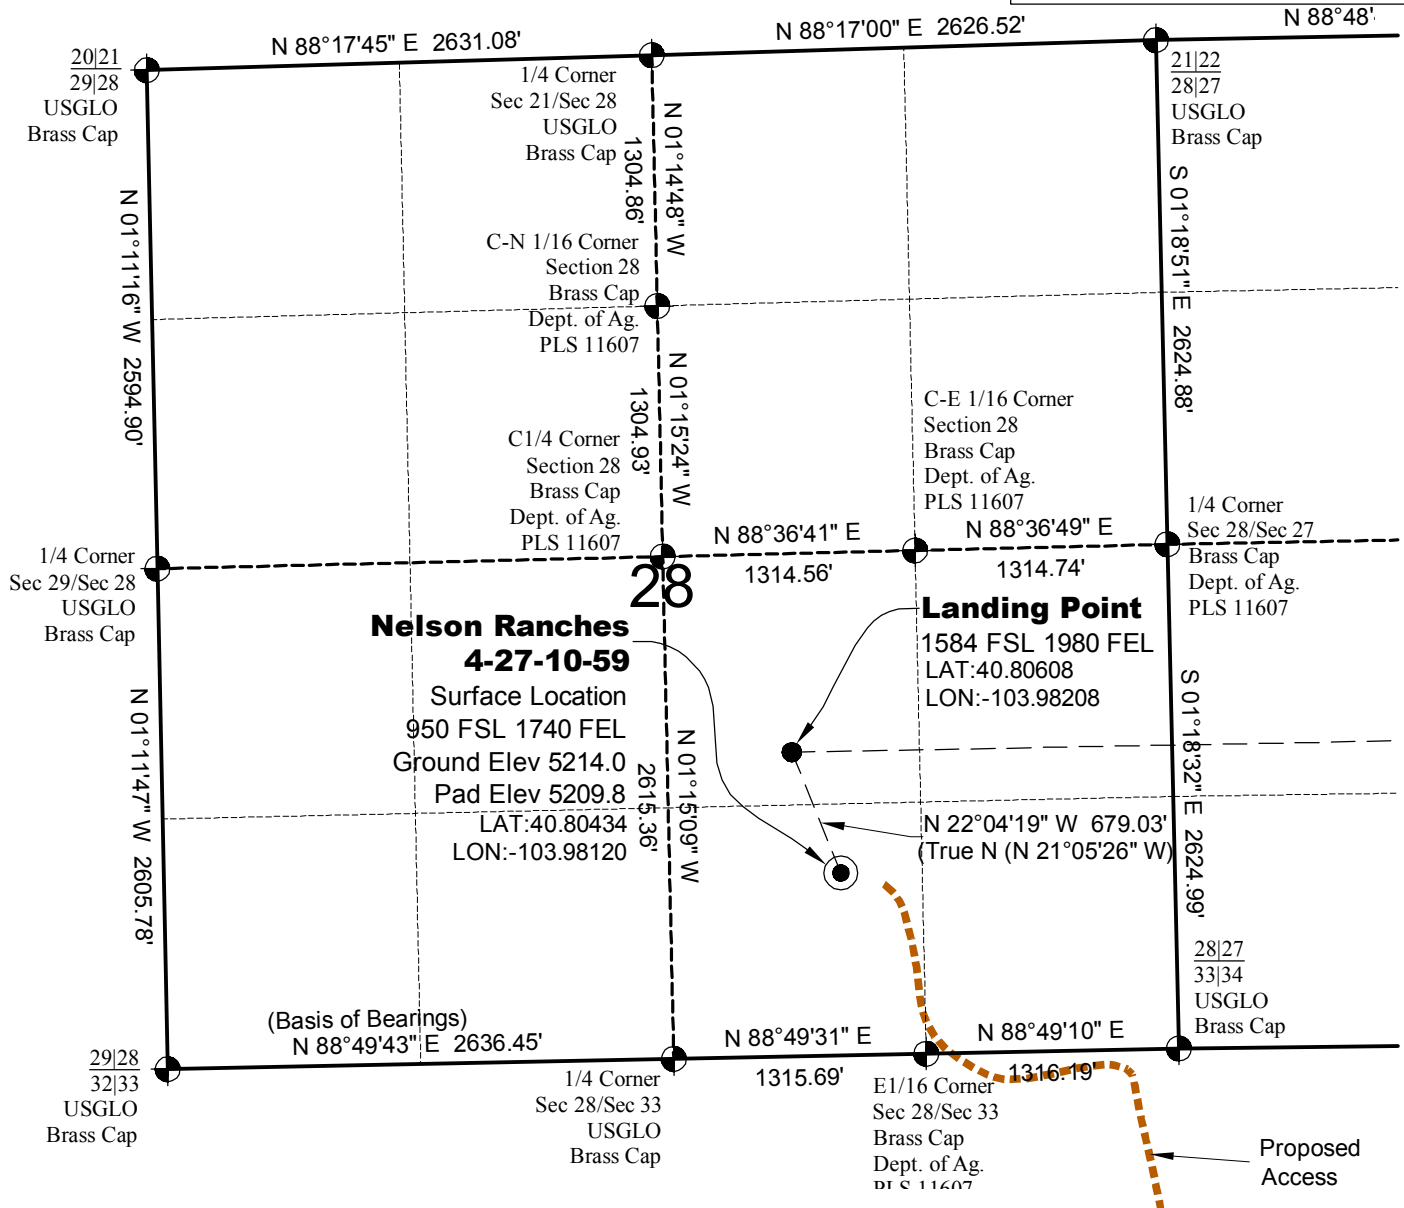 N 88°17'45" E 2631.08'
N 88°17'00" E 2626.52'
N 88°48'
20|21
29|28
USGLO
Brass Cap
1/4 Corner
Sec 21/Sec 28
USGLO
Brass Cap
21|22
28|27
USGLO
Brass Cap
N 01°14'48" W
1304.86'
N 01°11'16" W 2594.90'
S 01°18'51" E 2624.88'
C-N 1/16 Corner
Section 28
Brass Cap
Dept. of Ag.
PLS 11607
N 01°15'24" W
1304.93'
C1/4 Corner
Section 28
Brass Cap
Dept. of Ag.
PLS 11607
C-E 1/16 Corner
Section 28
Brass Cap
Dept. of Ag.
PLS 11607
N 88°36'41" E
1314.56'
N 88°36'49" E
1314.74'
1/4 Corner
Sec 28/Sec 27
Brass Cap
Dept. of Ag.
PLS 11607
1/4 Corner
Sec 29/Sec 28
USGLO
Brass Cap
28
Nelson Ranches
4-27-10-59
Surface Location
950 FSL 1740 FEL
Ground Elev 5214.0
Pad Elev 5209.8
LAT:40.80434
LON:-103.98120
Landing Point
1584 FSL 1980 FEL
LAT:40.80608
LON:-103.98208
N 01°11'47" W 2605.78'
N 01°15'09" W
2615.36'
S 01°18'32" E 2624.99'
N 22°04'19" W 679.03'
(True N (N 21°05'26" W)
28|27
33|34
USGLO
Brass Cap
(Basis of Bearings)
N 88°49'43" E 2636.45'
N 88°49'31" E
1315.69'
N 88°49'10" E
1316.19'
29|28
32|33
USGLO
Brass Cap
1/4 Corner
Sec 28/Sec 33
USGLO
Brass Cap
E1/16 Corner
Sec 28/Sec 33
Brass Cap
Dept. of Ag.
PLS 11607
Proposed
Access